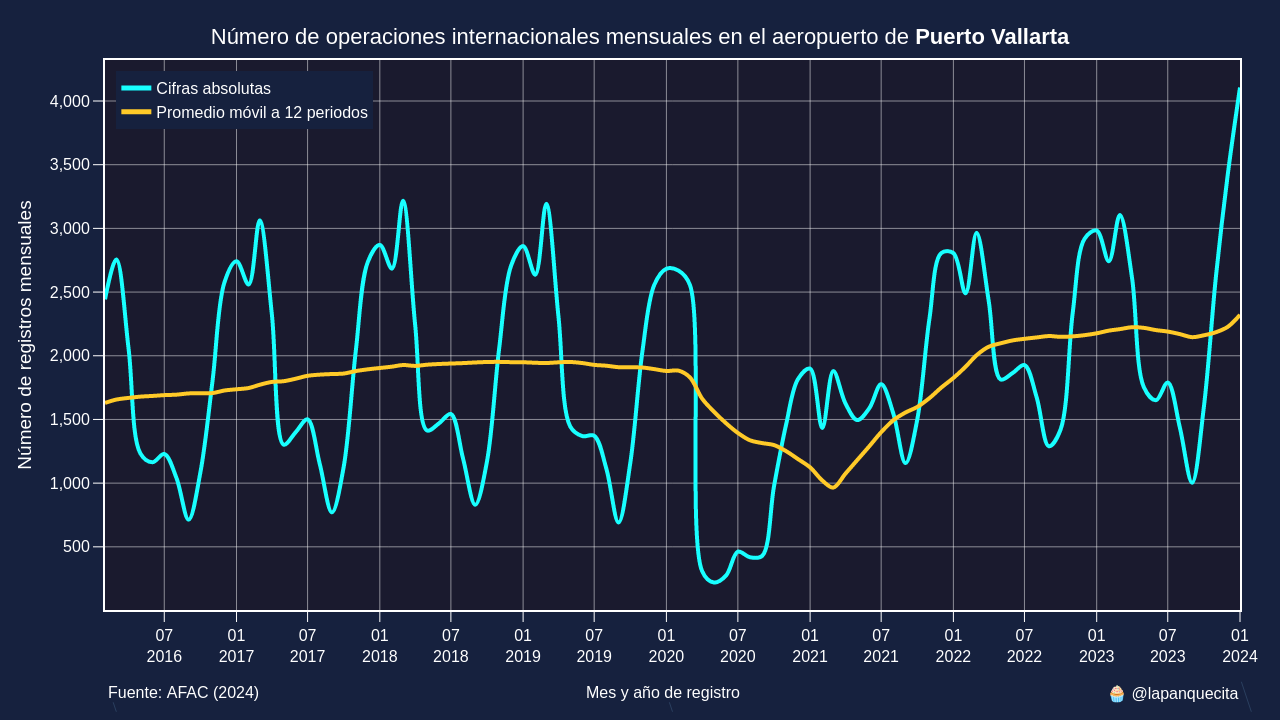 Número de operaciones internacionales mensuales en el aeropuerto de Puerto Vallarta
Cifras absolutas
Promedio móvil a 12 periodos
Número de registros mensuales
4,000
3,500
3,000
2,500
2,000
1,500
1,000
500
07 01 07 01 07 01 07 01 07 01 07 01 07 01 07 01
2016 2017 2017 2018 2018 2019 2019 2020 2020 2021 2021 2022 2022 2023 2023 2024
Fuente: AFAC (2024)
Mes y año de registro
🧁 @lapanquecita